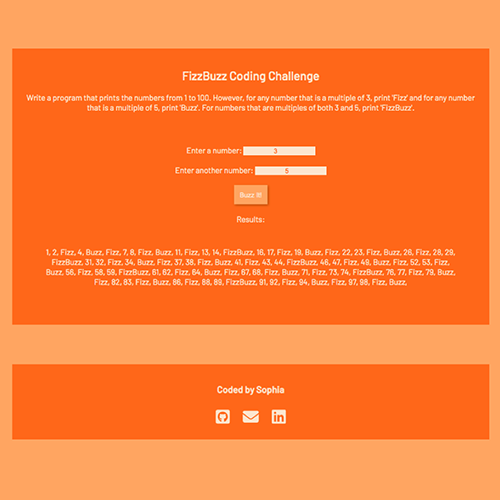 FizzBuzz Coding Challenge
Write a program that prints the numbers from 1 to 100. However, for any number that is a multiple of 3, print 'Fizz' and for any number
that is a multiple of 5, print 'Buzz'. For numbers that are multiples of both 3 and 5, print 'FizzBuzz'.
Enter a number: 3
Enter another number: 5
Buzz It!
Results:
1, 2, Fizz, 4, Buzz, Fizz, 7, 8, Fizz, Buzz, 11, Fizz, 13, 14, FizzBuzz, 16, 17, Fizz, 19, Buzz, Fizz, 22, 23, Fizz, Buzz, 26, Fizz, 28, 29,
FizzBuzz, 31, 32, Fizz, 34, Buzz, Fizz, 37, 38, Fizz, Buzz, 41, Fizz, 43, 44, FizzBuzz, 46, 47, Fizz, 49, Buzz, Fizz, 52, 53, Fizz,
Buzz, 56, Fizz, 58, 59, FizzBuzz, 61, 62, Fizz, 64, Buzz, Fizz, 67, 68, Fizz, Buzz, 71, Fizz, 73, 74, FizzBuzz, 76, 77, Fizz, 79, Buzz,
Fizz, 82, 83, Fizz, Buzz, 86, Fizz, 88, 89, FizzBuzz, 91, 92, Fizz, 94, Buzz, Fizz, 97, 98, Fizz, Buzz,
Coded by Sophia